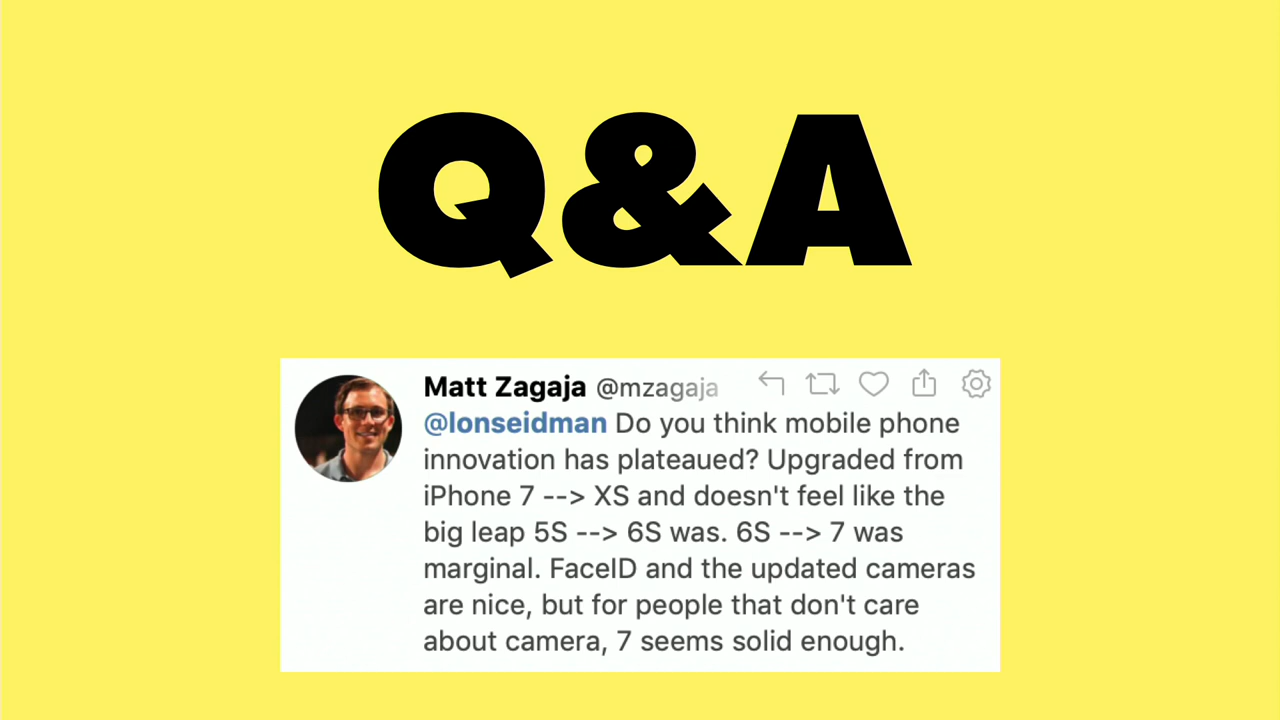 Q&A
Matt Zagaja @mzagaja
@lonseidman Do you think mobile phone
innovation has plateaued? Upgraded from
iPhone 7 --> XS and doesn't feel like the
big leap 5S --> 6S was. 6S --> 7 was
marginal. FaceID and the updated cameras
are nice, but for people that don't care
about camera, 7 seems solid enough.